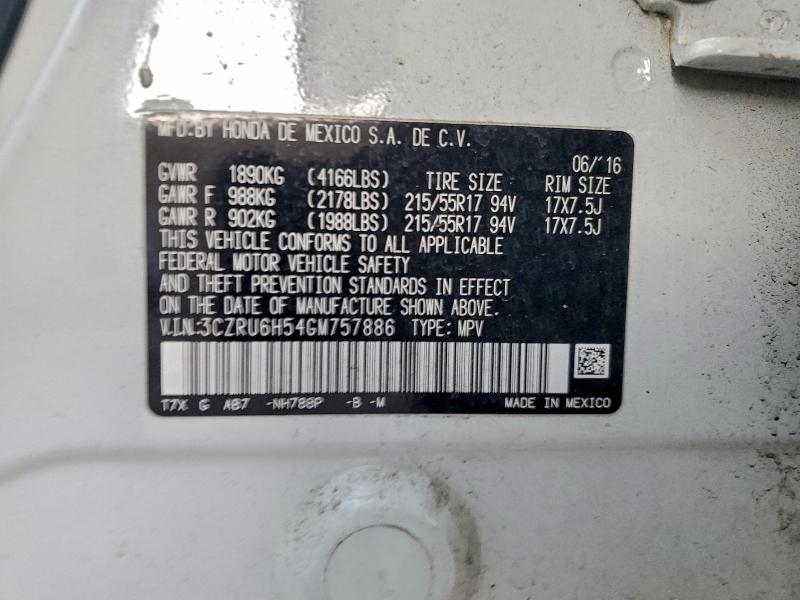 MFD.BY HONDA DE MEXICO S.A. DE C.V.
06/'16
GVWR 1890KG (4166LBS) TIRE SIZE RIM SIZE
GAWR F 988KG (2178LBS) 215/55R17 94V 17X7.5J
GAWR R 902KG (1988LBS) 215/55R17 94V 17X7.5J
THIS VEHICLE CONFORMS TO ALL APPLICABLE
FEDERAL MOTOR VEHICLE SAFETY
AND THEFT PREVENTION STANDARDS IN EFFECT
ON THE DATE OF MANUFACTURE SHOWN ABOVE.
V.I.N.:3CZRU6H54GM757886 TYPE: MPV
T7X G AB7 -NH788P -B -M MADE IN MEXICO